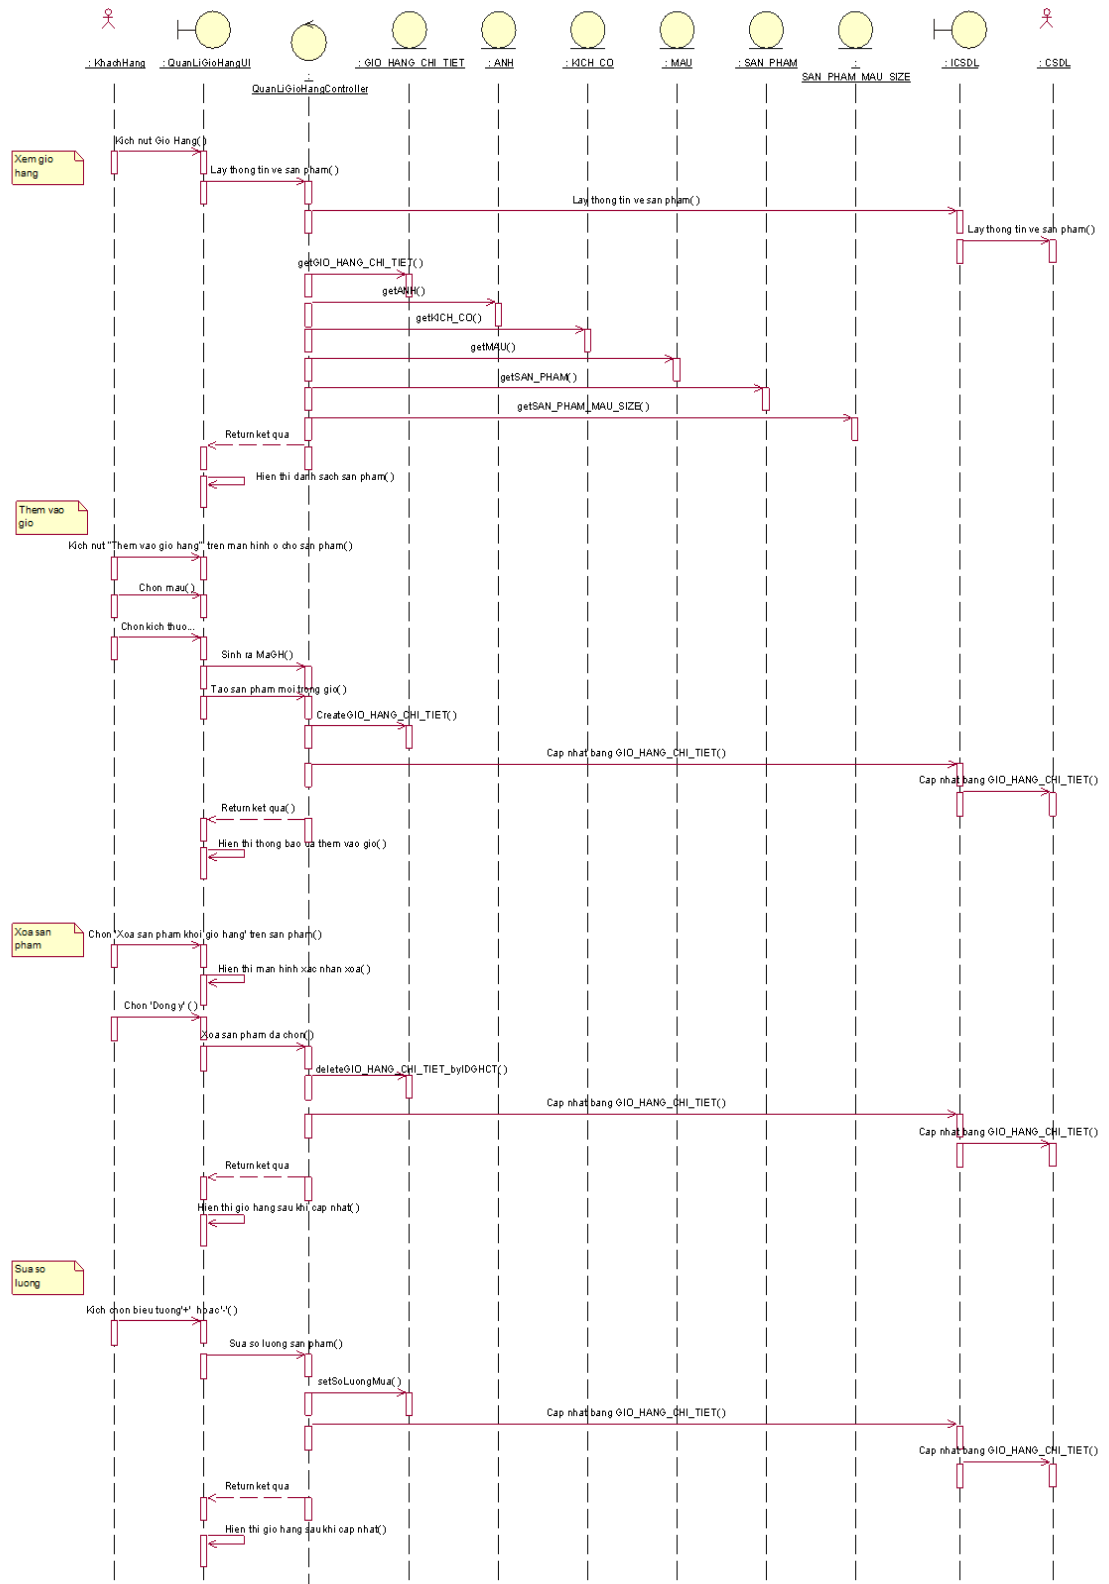 : KhachHang
: QuanLiGioHangUI
:
QuanLiGioHangController
: GIO_HANG_CHI_TIET
: ANH
: KICH_CO
: MAU
: SAN_PHAM
:
SAN_PHAM_MAU_SIZE
: ICSDL
: CSDL
Xem gio
hang
Kich nut Gio Hang( )
Lay thong tin ve san pham( )
Lay thong tin ve san pham( )
Lay thong tin ve san pham( )
getGIO_HANG_CHI_TIET( )
getANH( )
getKICH_CO( )
getMAU( )
getSAN_PHAM( )
getSAN_PHAM_MAU_SIZE( )
Return ket qua
Hien thi danh sach san pham( )
Them vao
gio
Kich nut "Them vao gio hang" tren man hinh o cho san pham( )
Chon mau( )
Chon kich thuo...
Sinh ra MaGH( )
Tao san pham moi trong gio( )
CreateGIO_HANG_CHI_TIET( )
Cap nhat bang GIO_HANG_CHI_TIET( )
Cap nhat bang GIO_HANG_CHI_TIET( )
Return ket qua( )
Hien thi thong bao da them vao gio( )
Xoa san
pham
Chon 'Xoa san pham khoi gio hang' tren san pham( )
Hien thi man hinh xac nhan xoa( )
Chon 'Dong y' ( )
Xoa san pham da chon( )
deleteGIO_HANG_CHI_TIET_byIDGHCT( )
Cap nhat bang GIO_HANG_CHI_TIET( )
Cap nhat bang GIO_HANG_CHI_TIET( )
Return ket qua
Hien thi gio hang sau khi cap nhat( )
Sua so
luong
Kich chon bieu tuong'+' hoac'-'( )
Sua so luong san pham( )
setSoLuongMua( )
Cap nhat bang GIO_HANG_CHI_TIET( )
Cap nhat bang GIO_HANG_CHI_TIET( )
Return ket qua
Hien thi gio hang sau khi cap nhat( )